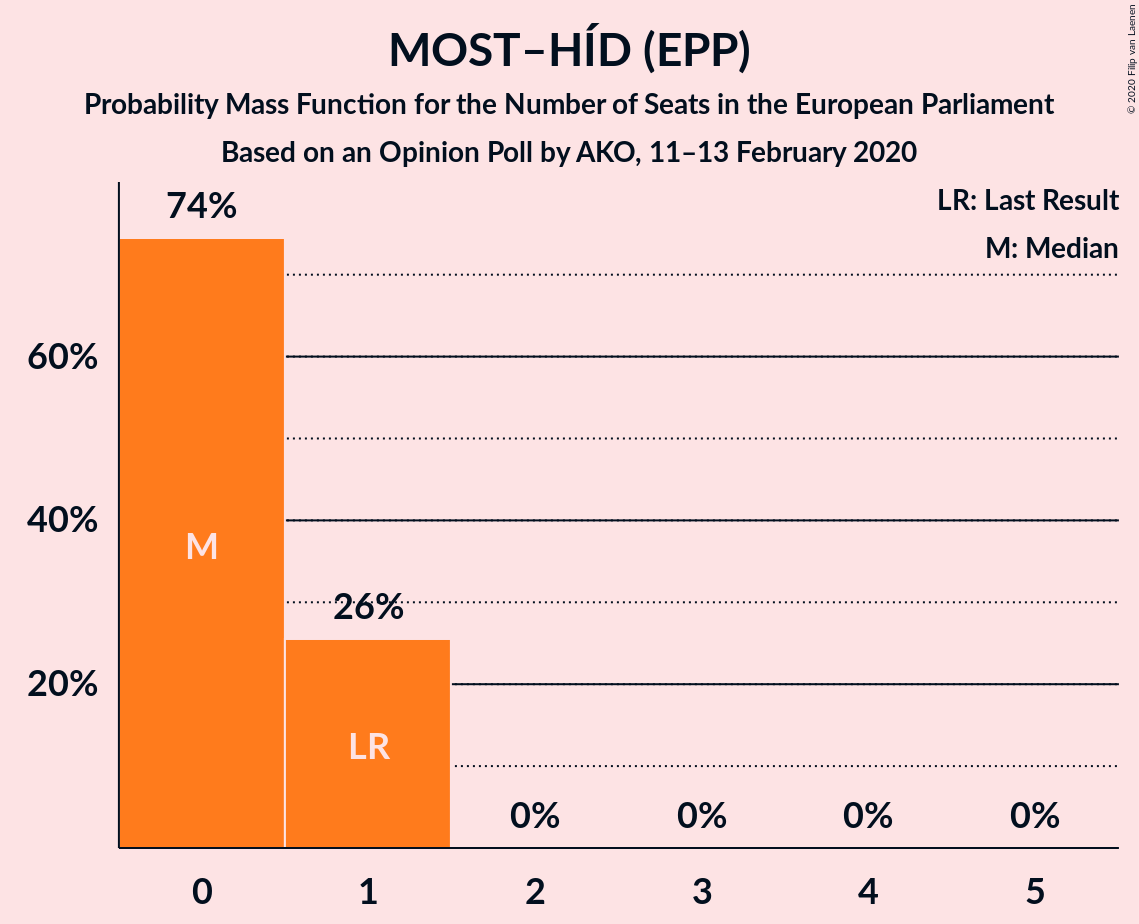 MOST–HÍD (EPP)
Probability Mass Function for the Number of Seats in the European Parliament
Based on an Opinion Poll by AKO, 11–13 February 2020
© 2020 Filip van Laenen
LR: Last Result
M: Median
74%
60%
40%
20%
M
26%
LR
0% 0% 0% 0%
0 1 2 3 4 5